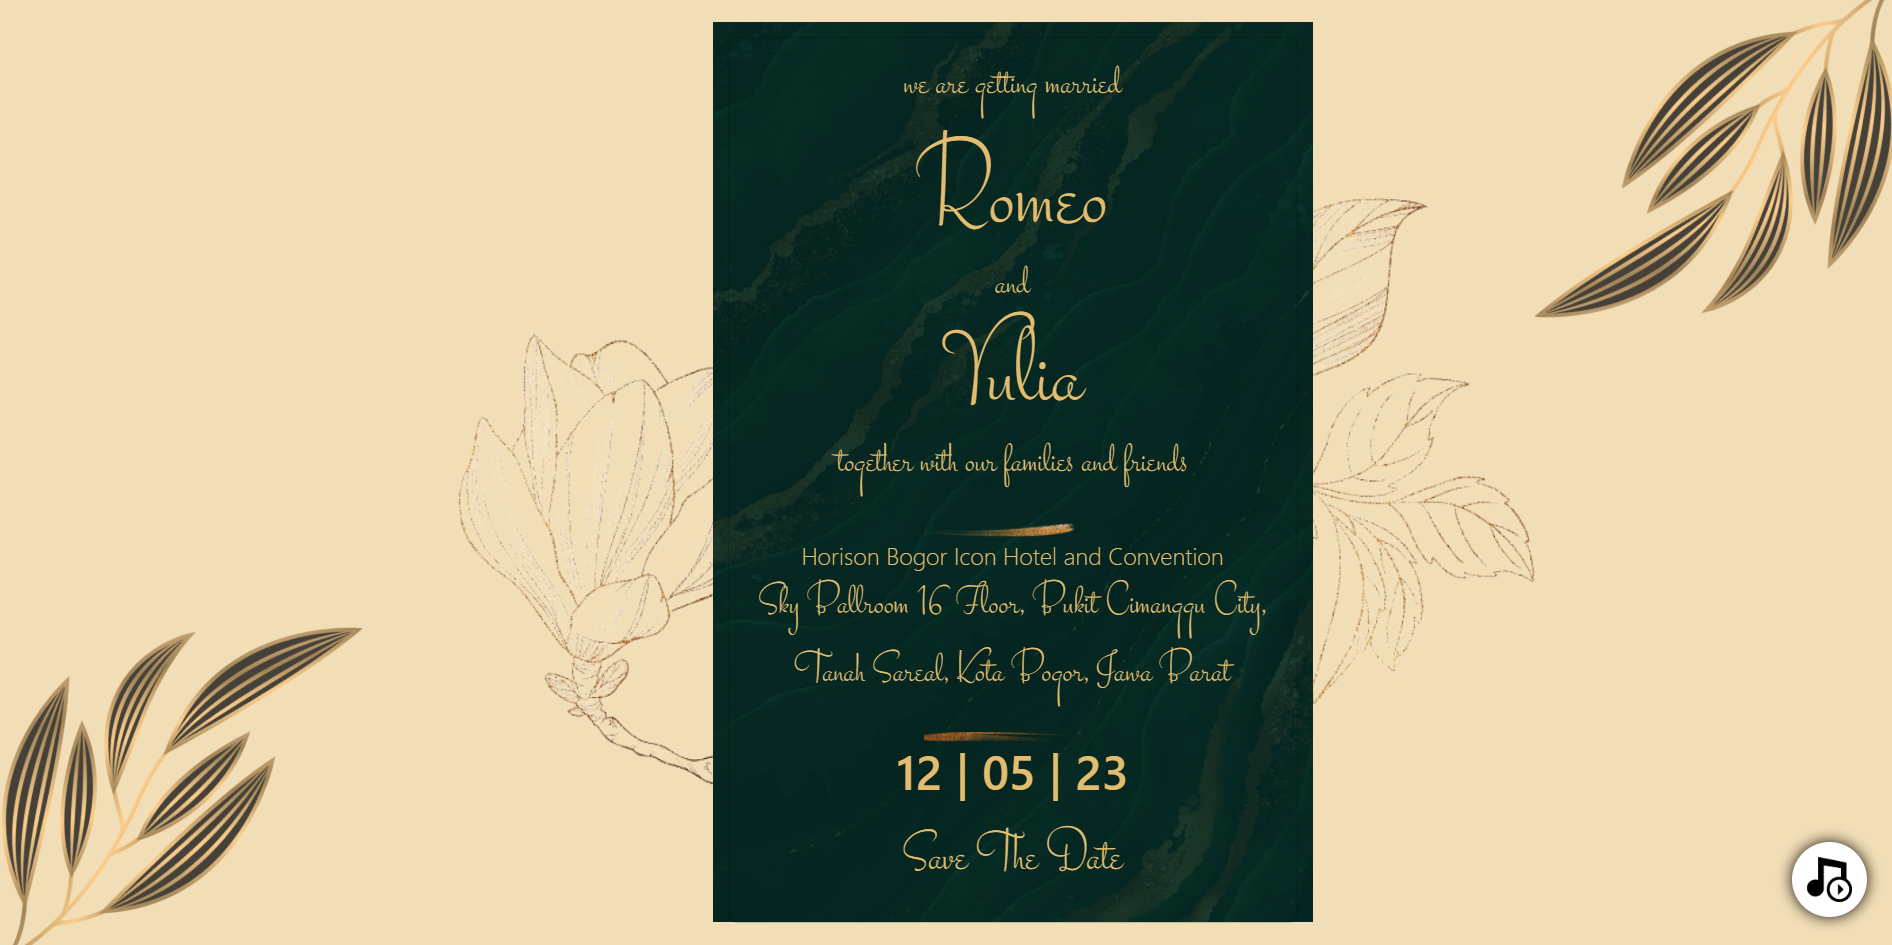 we are getting married
Romeo
and
Yulia
together with our families and friends
Horison Bogor Icon Hotel and Convention
Sky Ballroom 16 Floor, Bukit Cimanggu City,
Tanah Sareal, Kota Bogor, Jawa Barat
12 | 05 | 23
Save The Date